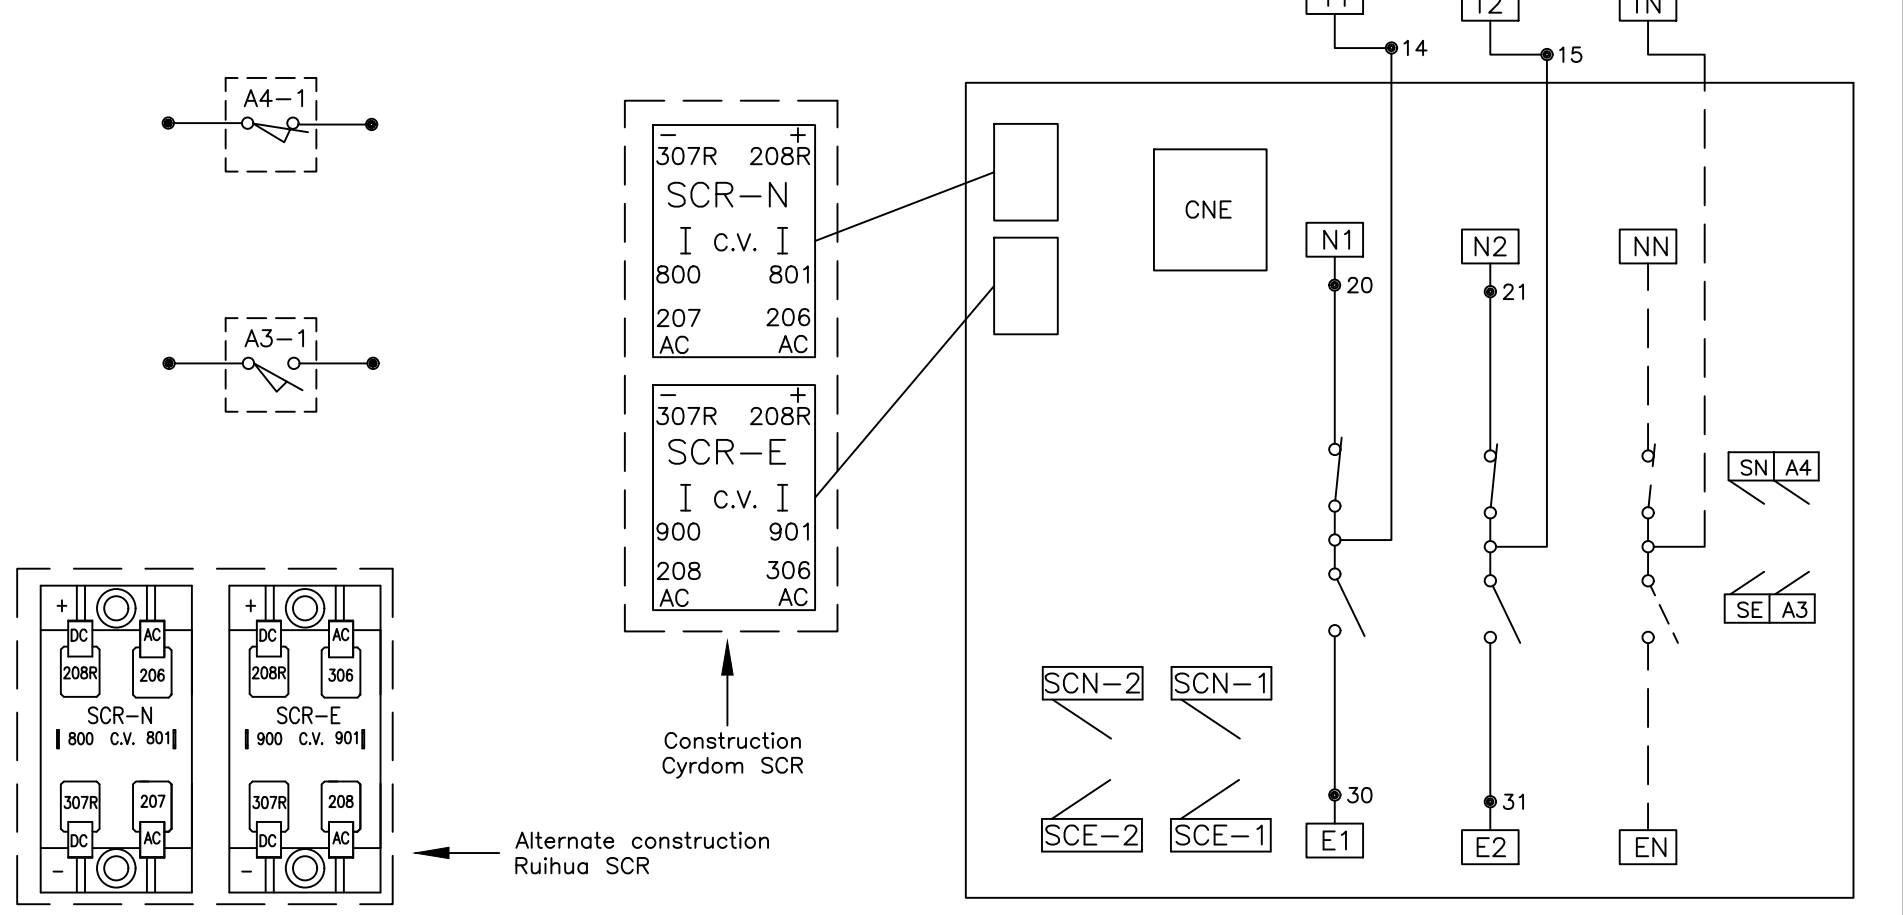 T1
T2
TN
14
15
A4-1
A3-1
- +
307R 208R
SCR-N
I C.V. I
800 801
207 206
AC AC
- +
307R 208R
SCR-E
I C.V. I
900 901
208 306
AC AC
Construction
Cyrdom SCR
+
DC AC
208R 206
SCR-N
800 C.V. 801
307R 207
DC AC
-
+
DC AC
208R 306
SCR-E
900 C.V. 901
307R 208
DC AC
-
Alternate construction
Ruihua SCR
CNE
N1
N2
NN
20
21
SN A4
SE A3
SCN-2 SCN-1
SCE-2 SCE-1
30
31
E1
E2
EN